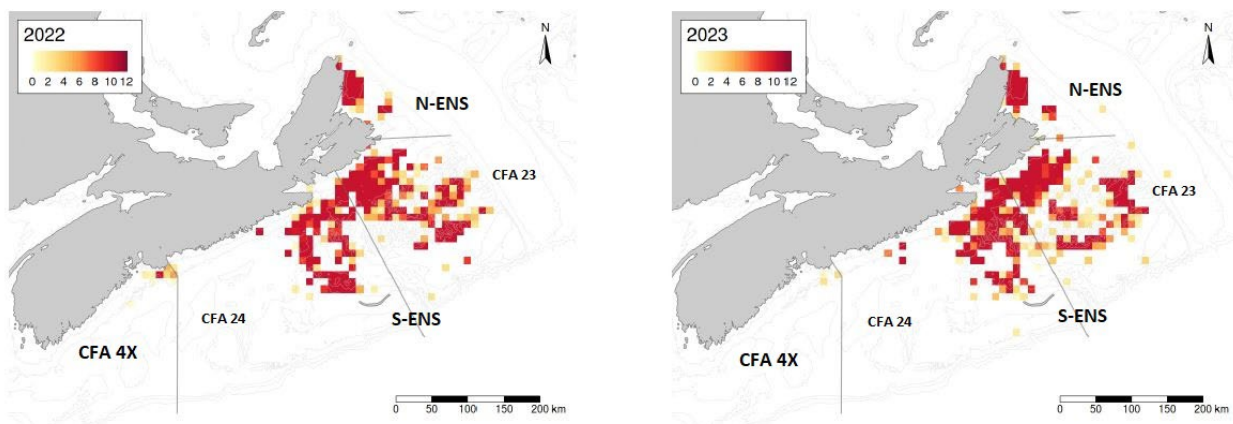 2022
0 2 4 6 8 10 12
N
N-ENS
CFA 23
S-ENS
CFA 24
CFA 4X
0 50 100 150 200 km
2023
0 2 4 6 8 10 12
N
N-ENS
CFA 23
S-ENS
CFA 24
CFA 4X
0 50 100 150 200 km